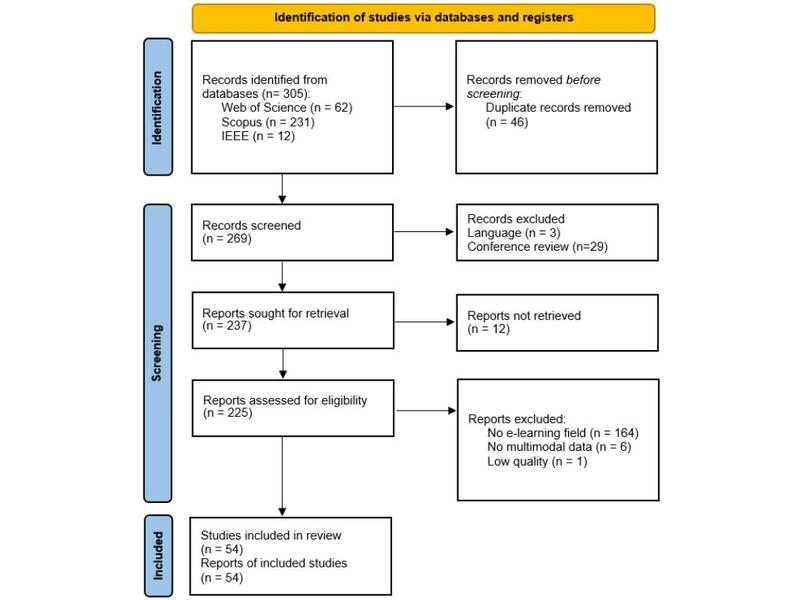 Identification of studies via databases and registers
Identification
Records identified from
databases (n= 305):
Web of Science (n = 62)
Scopus (n = 231)
IEEE (n = 12)
Records removed before
screening:
Duplicate records removed
(n = 46)
Screening
Records screened
(n = 269)
Records excluded
Language (n = 3)
Conference review (n=29)
Reports sought for retrieval
(n = 237)
Reports not retrieved
(n = 12)
Reports assessed for eligibility
(n = 225)
Reports excluded:
No e-learning field (n = 164)
No multimodal data (n = 6)
Low quality (n = 1)
Included
Studies included in review
(n = 54)
Reports of included studies
(n = 54)